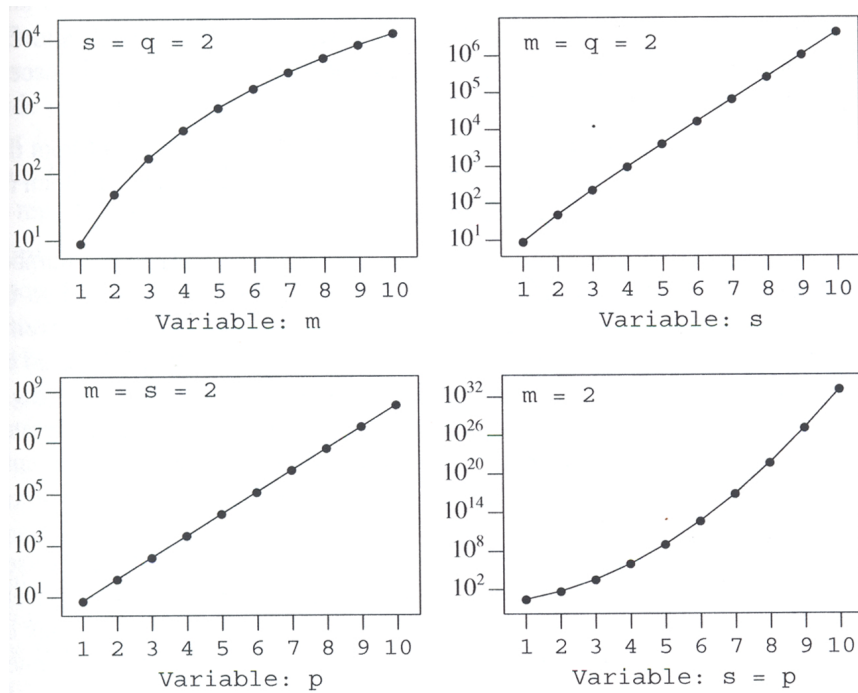 s = q = 2
10^4
10^3
10^2
10^1
1 2 3 4 5 6 7 8 9 10
Variable: m
m = q = 2
10^6
10^5
10^4
10^3
10^2
10^1
1 2 3 4 5 6 7 8 9 10
Variable: s
m = s = 2
10^9
10^7
10^5
10^3
10^1
1 2 3 4 5 6 7 8 9 10
Variable: p
m = 2
10^32
10^26
10^20
10^14
10^8
10^2
1 2 3 4 5 6 7 8 9 10
Variable: s = p